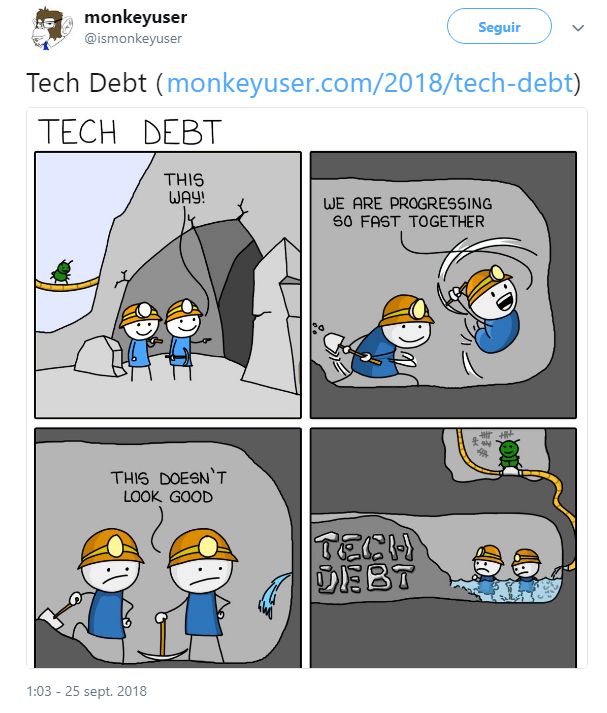 monkeyuser
@ismonkeyuser
Seguir
Tech Debt (monkeyuser.com/2018/tech-debt)
TECH DEBT
THIS
WAY!
WE ARE PROGRESSING
SO FAST TOGETHER
THIS DOESN'T
LOOK GOOD
TECH
DEBT
1:03 - 25 sept. 2018